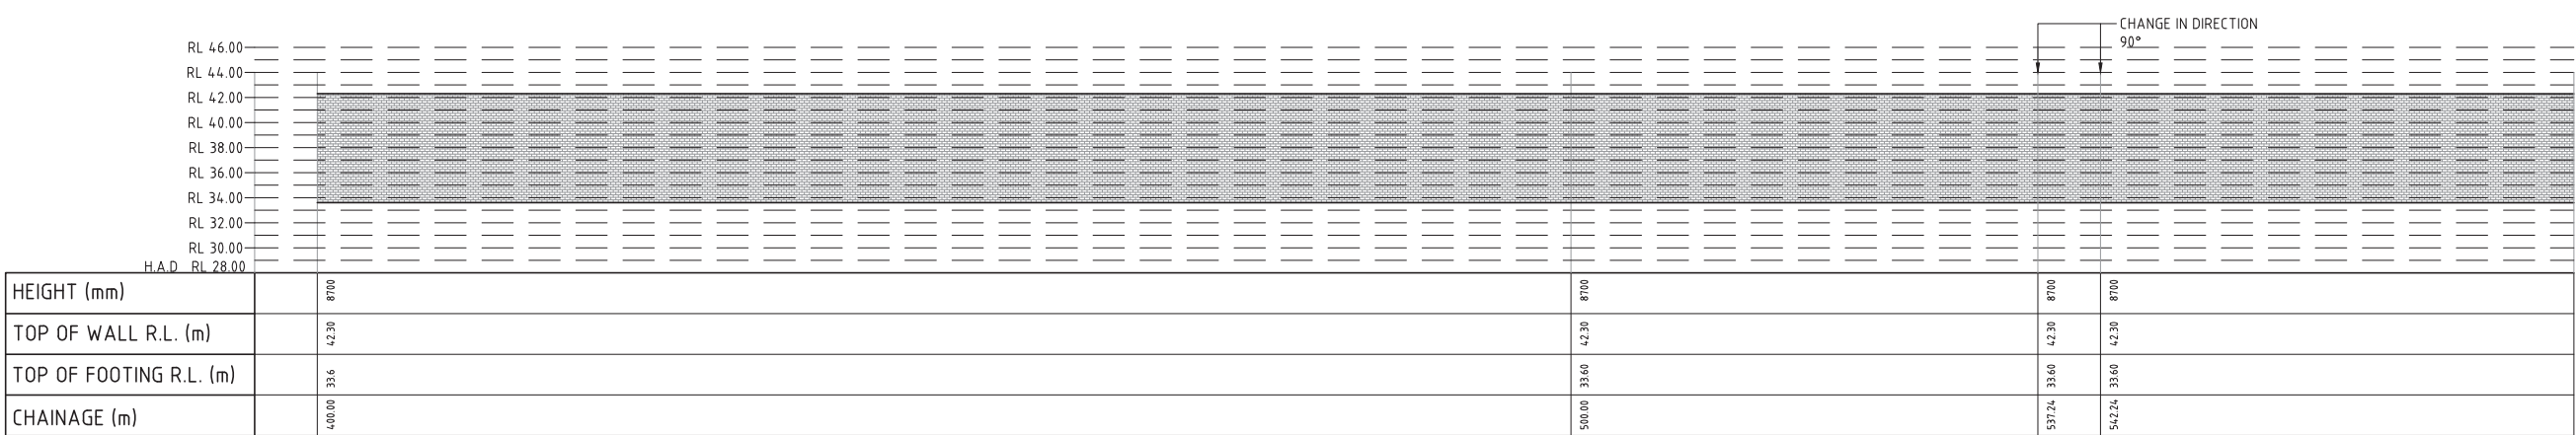 CHANGE IN DIRECTION
90°
RL 46.00
RL 44.00
RL 42.00
RL 40.00
RL 38.00
RL 36.00
RL 34.00
RL 32.00
RL 30.00
H.A.D RL 28.00
HEIGHT (mm) 8700 8700 8700 8700
TOP OF WALL R.L. (m) 42.30 42.30 42.30 42.30
TOP OF FOOTING R.L. (m) 33.6 33.60 33.60 33.60
CHAINAGE (m) 400.00 500.00 537.24 542.24